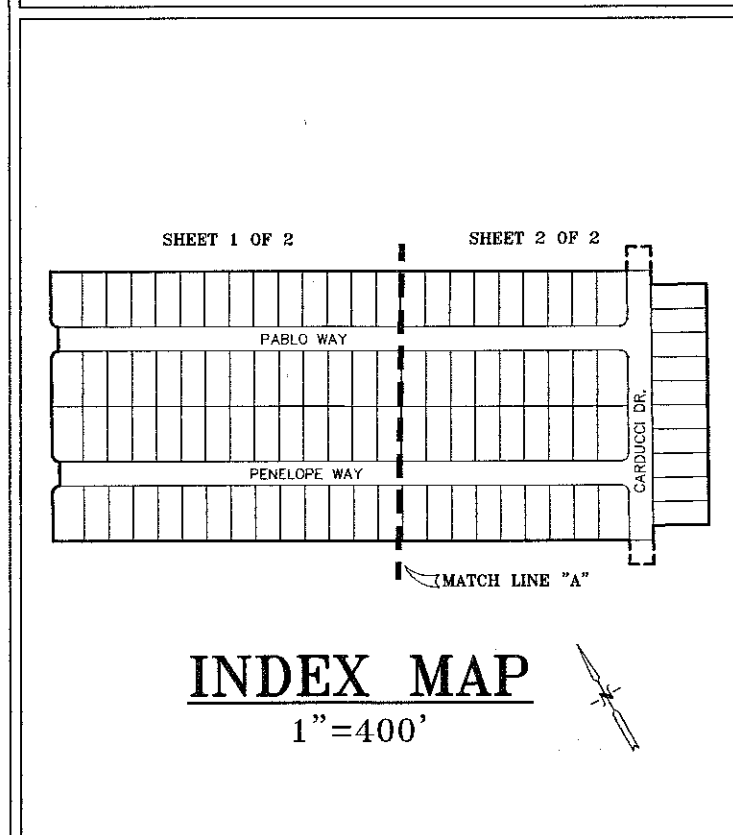 SHEET 1 OF 2
SHEET 2 OF 2
PABLO WAY
CARDUCCI DR.
PENELOPE WAY
MATCH LINE "A"
INDEX MAP
N
1"=400'